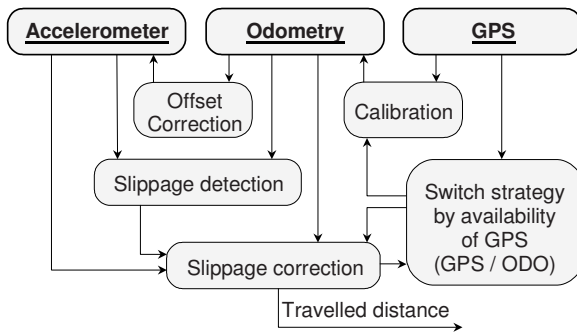 Accelerometer
Odometry
GPS
Offset
Correction
Calibration
Slippage detection
Switch strategy
by availability
of GPS
(GPS / ODO)
Slippage correction
Travelled distance